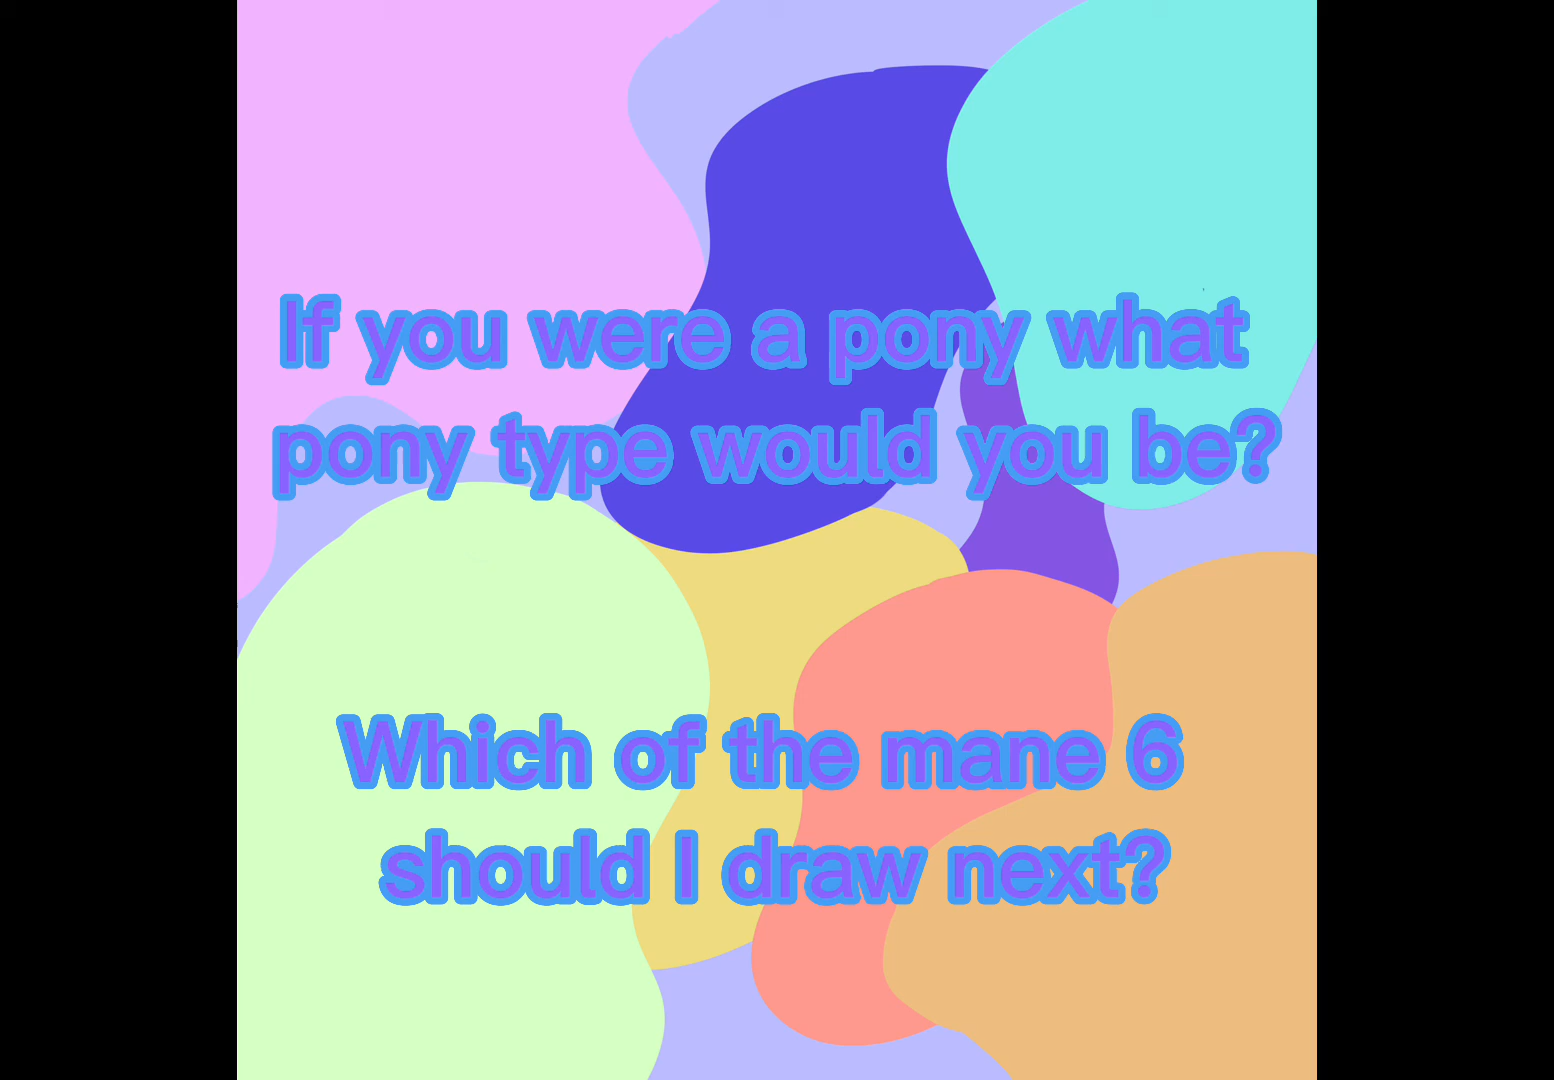 If you were a pony what
pony type would you be?
Which of the mane 6
should I draw next?